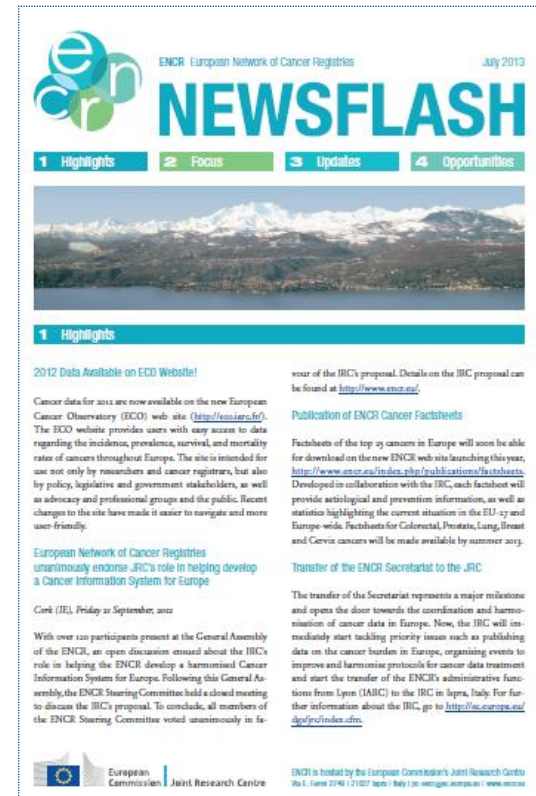 encr
ENCR European Network of Cancer Registries
July 2013
NEWSFLASH
1 Highlights
2 Focus
3 Updates
4 Opportunities
1 Highlights
2012 Data Available on ECO Website!
Cancer data for 2012 are now available on the new European
Cancer Observatory (ECO) web site (http://eco.iarc.fr/).
The ECO website provides users with easy access to data
regarding the incidence, prevalence, survival, and mortality
rates of cancers throughout Europe. The site is intended for
use not only by researchers and cancer registrars, but also
by policy, legislative and government stakeholders, as well
as advocacy and professional groups and the public. Recent
changes to the site have made it easier to navigate and more
user-friendly.
European Network of Cancer Registries
unanimously endorse JRC's role in helping develop
a Cancer Information System for Europe
Cork (IE), Friday 21 September, 2012
With over 120 participants present at the General Assembly
of the ENCR, an open discussion ensued about the JRC's
role in helping the ENCR develop a harmonised Cancer
Information System for Europe. Following this General As-
sembly, the ENCR Steering Committee held a closed meeting
to discuss the JRC's proposal. To conclude, all members of
the ENCR Steering Committee voted unanimously in fa-
vour of the JRC's proposal. Details on the JRC proposal can
be found at http://www.encr.eu/.
Publication of ENCR Cancer Factsheets
Factsheets of the top 25 cancers in Europe will soon be able
for download on the new ENCR web site launching this year,
http://www.encr.eu/index.php/publications/factsheets.
Developed in collaboration with the JRC, each factsheet will
provide aetiological and prevention information, as well as
statistics highlighting the current situation in the EU-27 and
Europe-wide. Factsheets for Colorectal, Prostate, Lung, Breast
and Cervix cancers will be made available by summer 2013.
Transfer of the ENCR Secretariat to the JRC
The transfer of the Secretariat represents a major milestone
and opens the door towards the coordination and harmo-
nisation of cancer data in Europe. Now, the JRC will im-
mediately start tackling priority issues such as publishing
data on the cancer burden in Europe, organising events to
improve and harmonise protocols for cancer data treatment
and start the transfer of the ENCR's administrative func-
tions from Lyon (IARC) to the JRC in Ispra, Italy. For fur-
ther information about the JRC, go to http://ec.europa.eu/
dgs/jrc/index.cfm.
European
Commission
Joint Research Centre
ENCR is hosted by the European Commission's Joint Research Centre
Via E. Fermi 2749 I 21027 Ispra I Italy I jrc-encr@ec.europa.eu I www.encr.eu